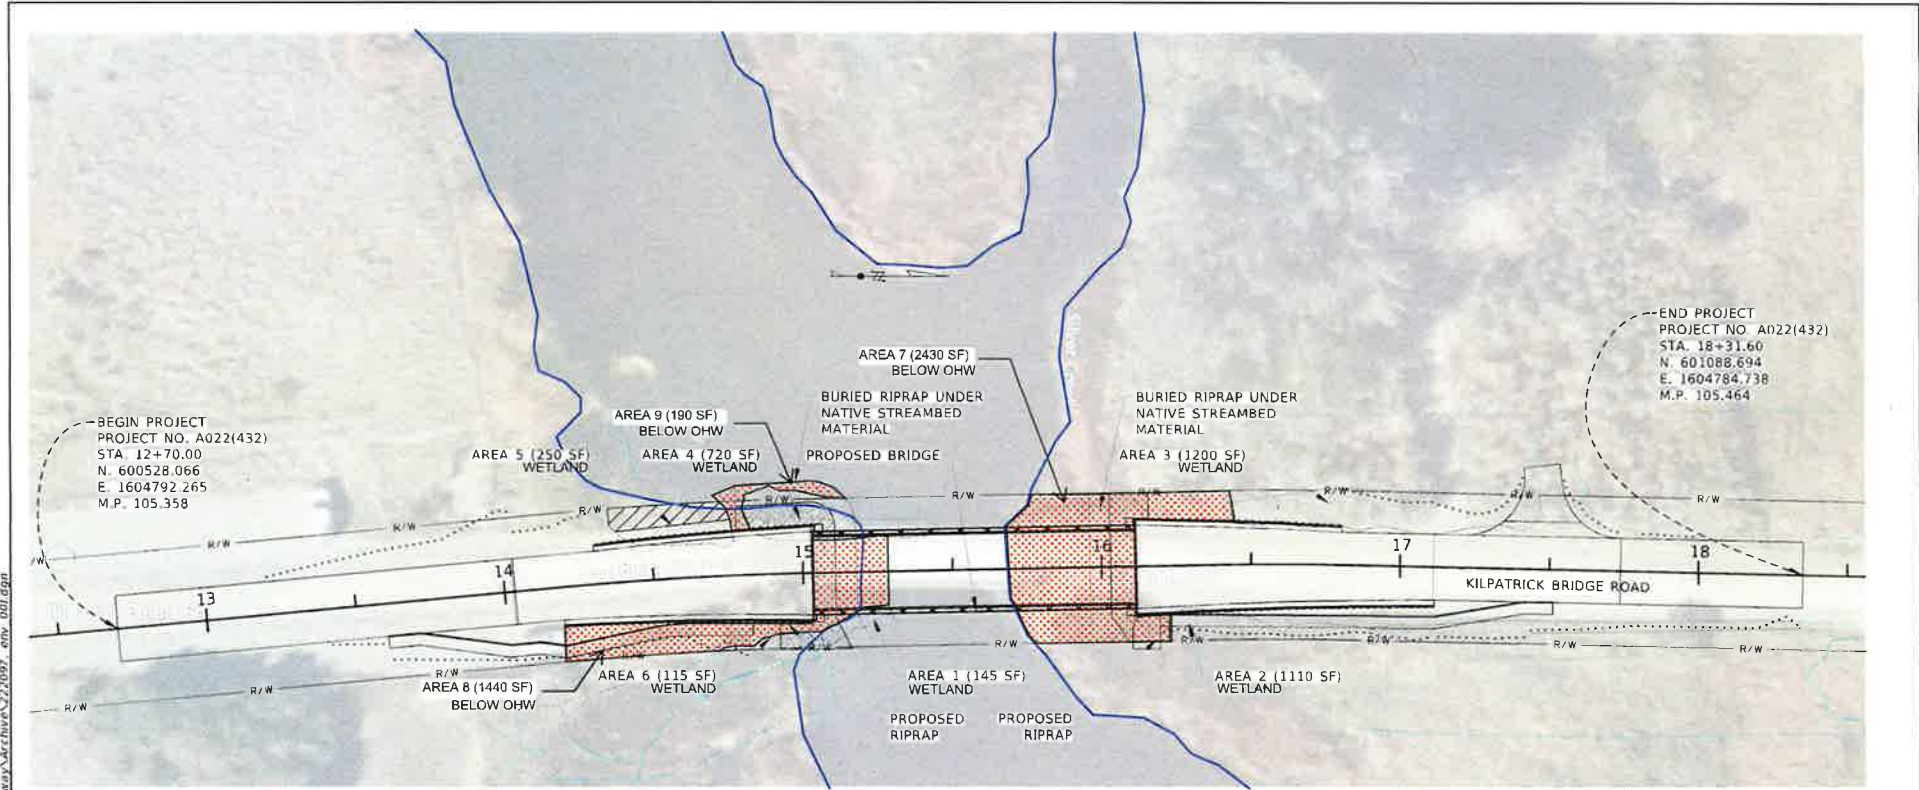 AREA 7 (2430 SF)
BELOW OHW
END PROJECT
PROJECT NO. A022(432)
STA. 18+31.60
N. 601088.694
E. 1604784.738
M.P. 105.464
BURIED RIPRAP UNDER
NATIVE STREAMBED
MATERIAL
BURIED RIPRAP UNDER
NATIVE STREAMBED
MATERIAL
AREA 9 (190 SF)
BELOW OHW
BEGIN PROJECT
PROJECT NO. A022(432)
STA. 12+70.00
N. 600528.066
E. 1604792.265
M.P. 105.358
AREA 5 (250 SF)
WETLAND
AREA 4 (720 SF)
WETLAND
PROPOSED BRIDGE
AREA 3 (1200 SF)
WETLAND
R/W
R/W
R/W
R/W
R/W
R/W
R/W
R/W
R/W
13
14
15
16
17
18
KILPATRICK BRIDGE ROAD
R/W
R/W
R/W
R/W
R/W
R/W
R/W
R/W
AREA 8 (1440 SF)
BELOW OHW
AREA 6 (115 SF)
WETLAND
AREA 1 (145 SF)
WETLAND
AREA 2 (1110 SF)
WETLAND
PROPOSED
RIPRAP
PROPOSED
RIPRAP